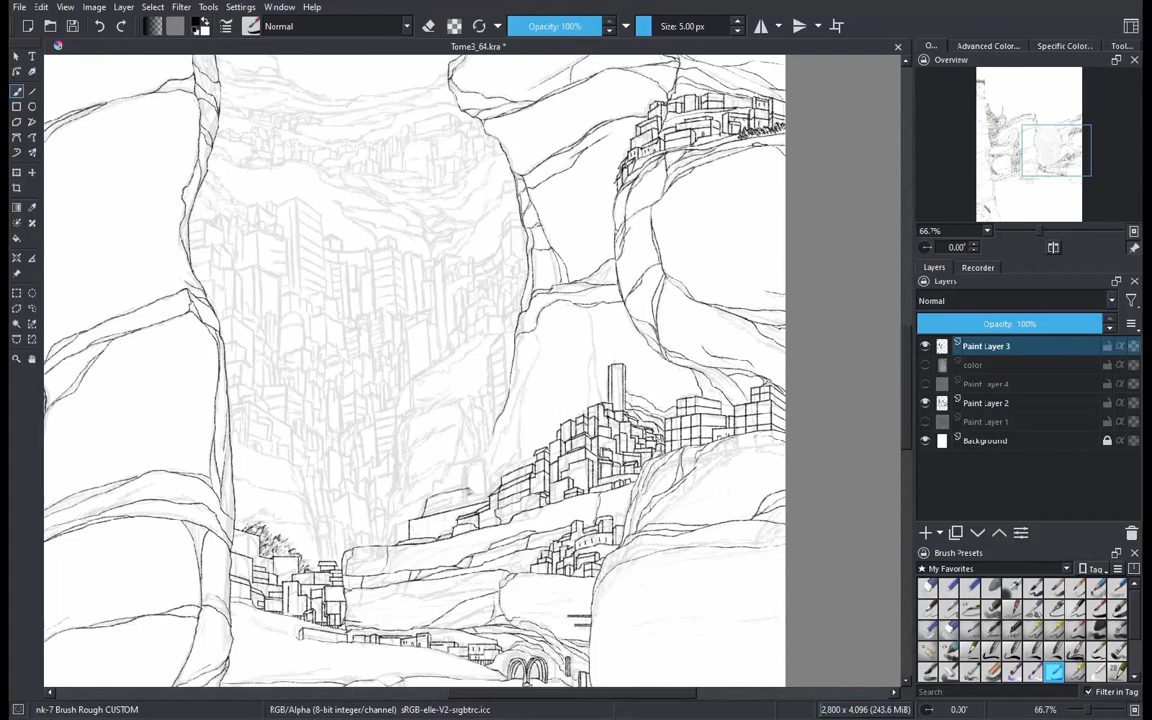 File Edit View Image Layer Select Filter Tools Settings Window Help
Normal Opacity: 100% Size: 5.00 px
Tome3_64.kra *
O... Advanced Color... Specific Color... Tool...
Overview
66.7%
0.00°
Layers Recorder
Layers
Normal
Opacity: 100%
Paint Layer 3
color
Paint Layer 4
Paint Layer 2
Paint Layer 1
Background
Brush Presets
My Favorites Tag
Search Filter in Tag
nk-7 Brush Rough CUSTOM RGB/Alpha (8-bit integer/channel) sRGB-elle-V2-srgbtrc.icc 2,800 x 4,096 (243.6 MiB) 0.00° 66.7%